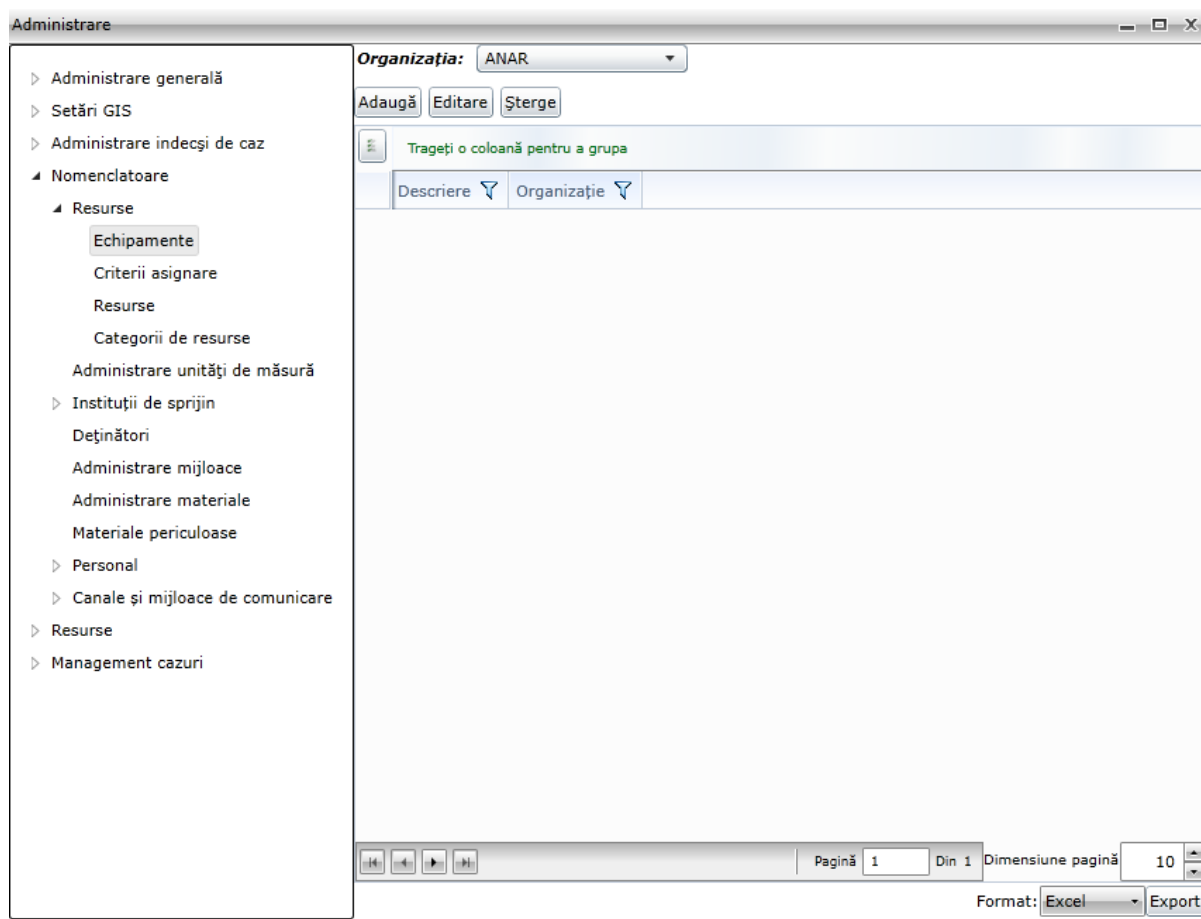 Administrare
Administrare generală
Setări GIS
Administrare indecşi de caz
Nomenclatoare
Resurse
Echipamente
Criterii asignare
Resurse
Categorii de resurse
Administrare unităţi de măsură
Instituții de sprijin
Deţinători
Administrare mijloace
Administrare materiale
Materiale periculoase
Personal
Canale și mijloace de comunicare
Resurse
Management cazuri
Organizaţia: ANAR
Adaugă Editare Şterge
Trageţi o coloană pentru a grupa
Descriere Organizaţie
Pagină 1 Din 1 Dimensiune pagină 10
Format: Excel Export